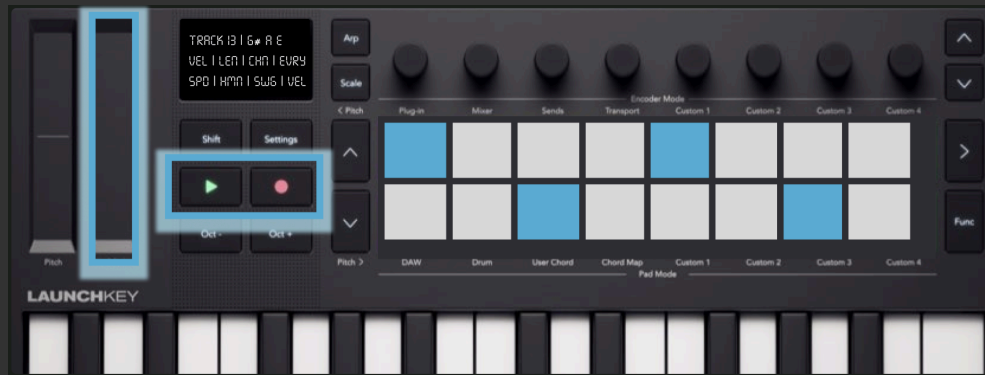 TRACK 13 | G# A E
VEL | LEN | CHN | EVRY
SPD | HMN | SWG | VEL
Arp
Scale
< Pitch
Pitch >
Shift
Settings
Oct -
Oct +
Pitch
LAUNCHKEY
Encoder Mode
Plug-in
Mixer
Sends
Transport
Custom 1
Custom 2
Custom 3
Custom 4
DAW
Drum
User Chord
Chord Map
Custom 1
Custom 2
Custom 3
Custom 4
Pad Mode
Func